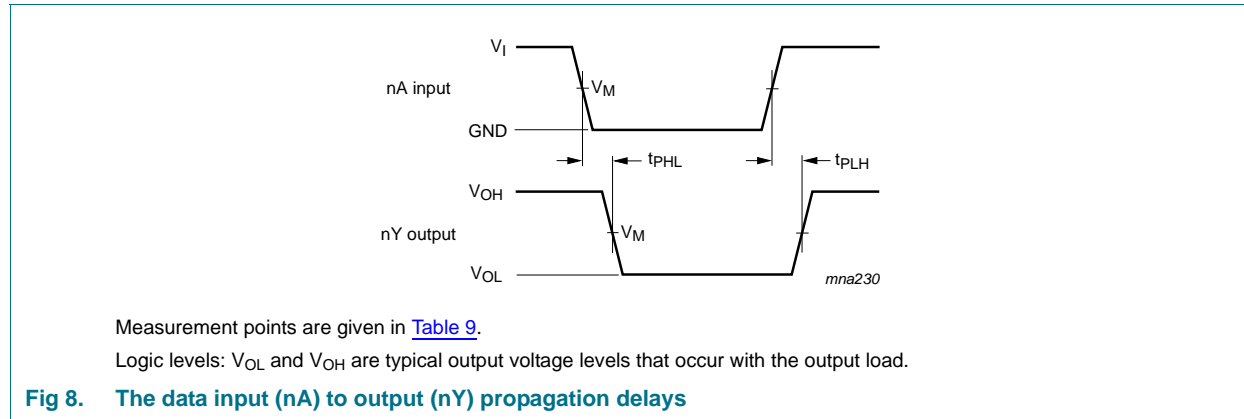 VI
nA input
VM
GND
tPHL
tPLH
VOH
nY output
VM
VOL
mna230
Measurement points are given in Table 9.
Logic levels: VOL and VOH are typical output voltage levels that occur with the output load.
Fig 8. The data input (nA) to output (nY) propagation delays